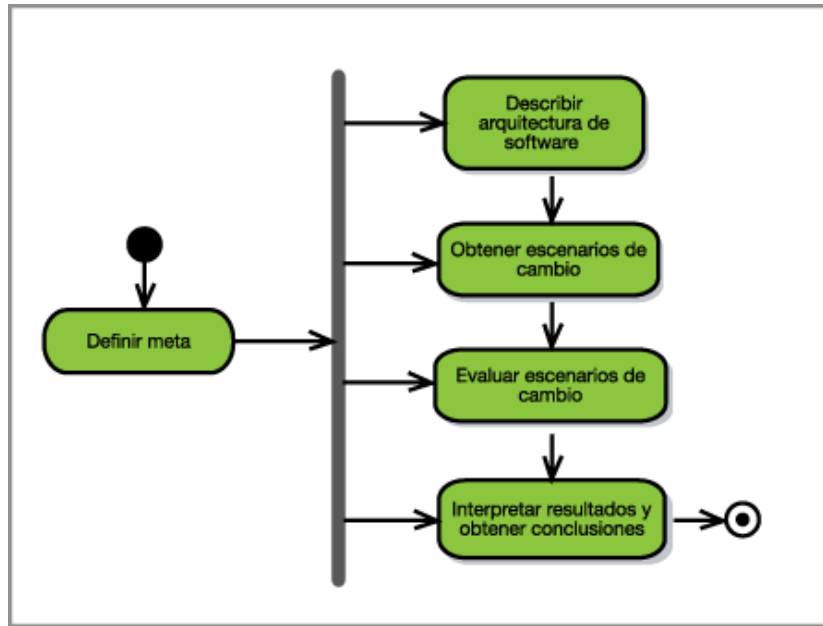 Describir
arquitectura de
software
Obtener escenarios de
cambio
Definir meta
Evaluar escenarios de
cambio
Interpretar resultados y
obtener conclusiones